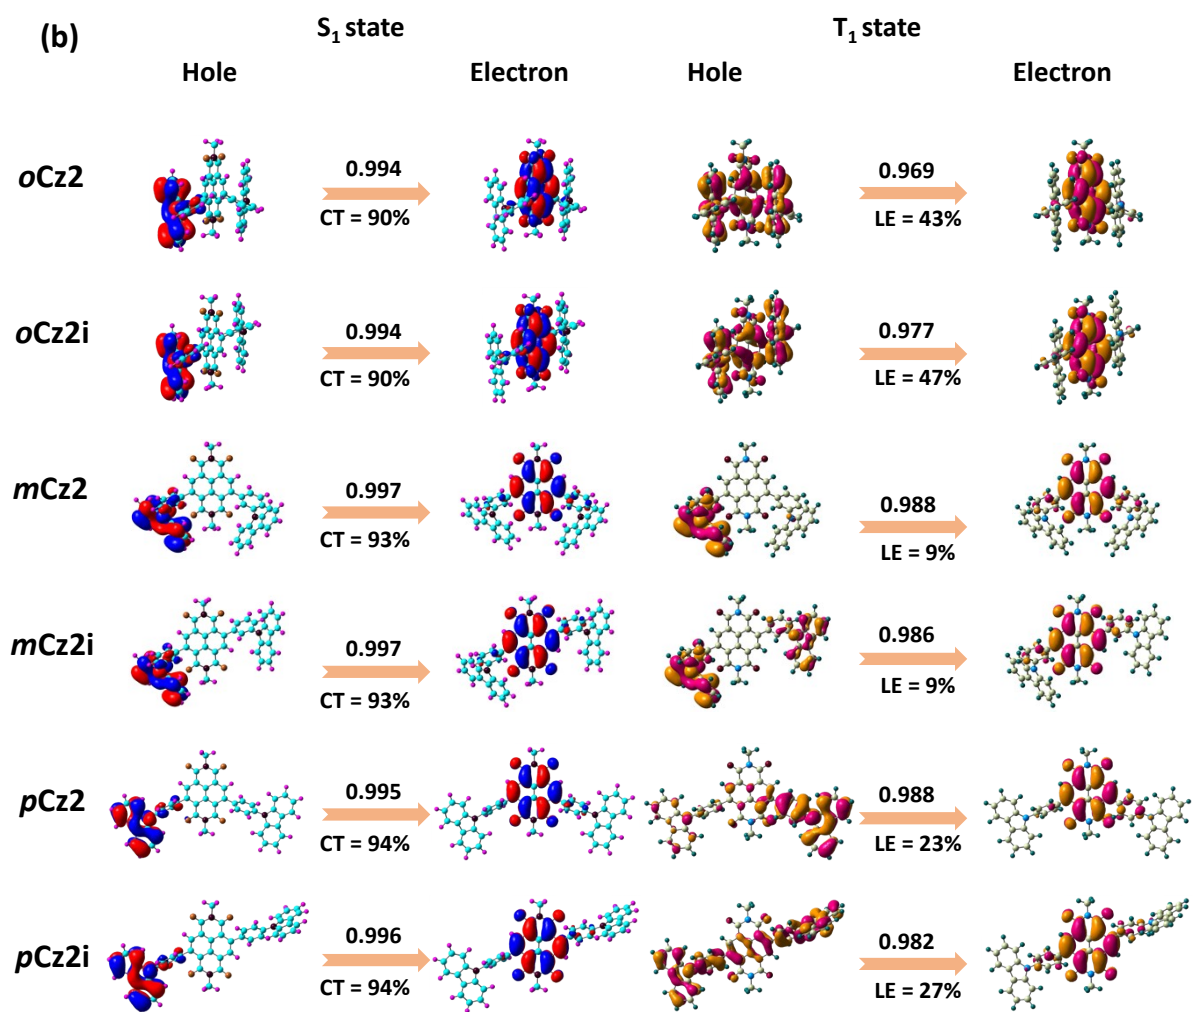 (b)
S1 state T1 state
Hole Electron Hole Electron
oCz2 0.994 0.969
CT = 90% LE = 43%
oCz2i 0.994 0.977
CT = 90% LE = 47%
mCz2 0.997 0.988
CT = 93% LE = 9%
mCz2i 0.997 0.986
CT = 93% LE = 9%
pCz2 0.995 0.988
CT = 94% LE = 23%
pCz2i 0.996 0.982
CT = 94% LE = 27%